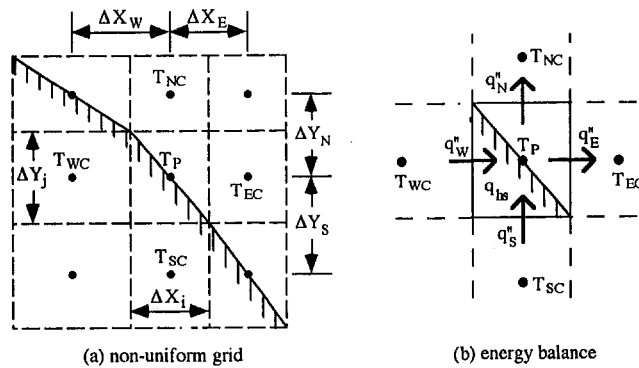 ΔX_W ΔX_E
T_NC
ΔY_N
T_WC T_P
ΔY_j
T_EC
ΔY_S
T_SC
ΔX_i
(a) non-uniform grid
T_NC
q"_N
q"_W T_P q"_E
T_WC q_hs T_EC
q"_S
T_SC
(b) energy balance